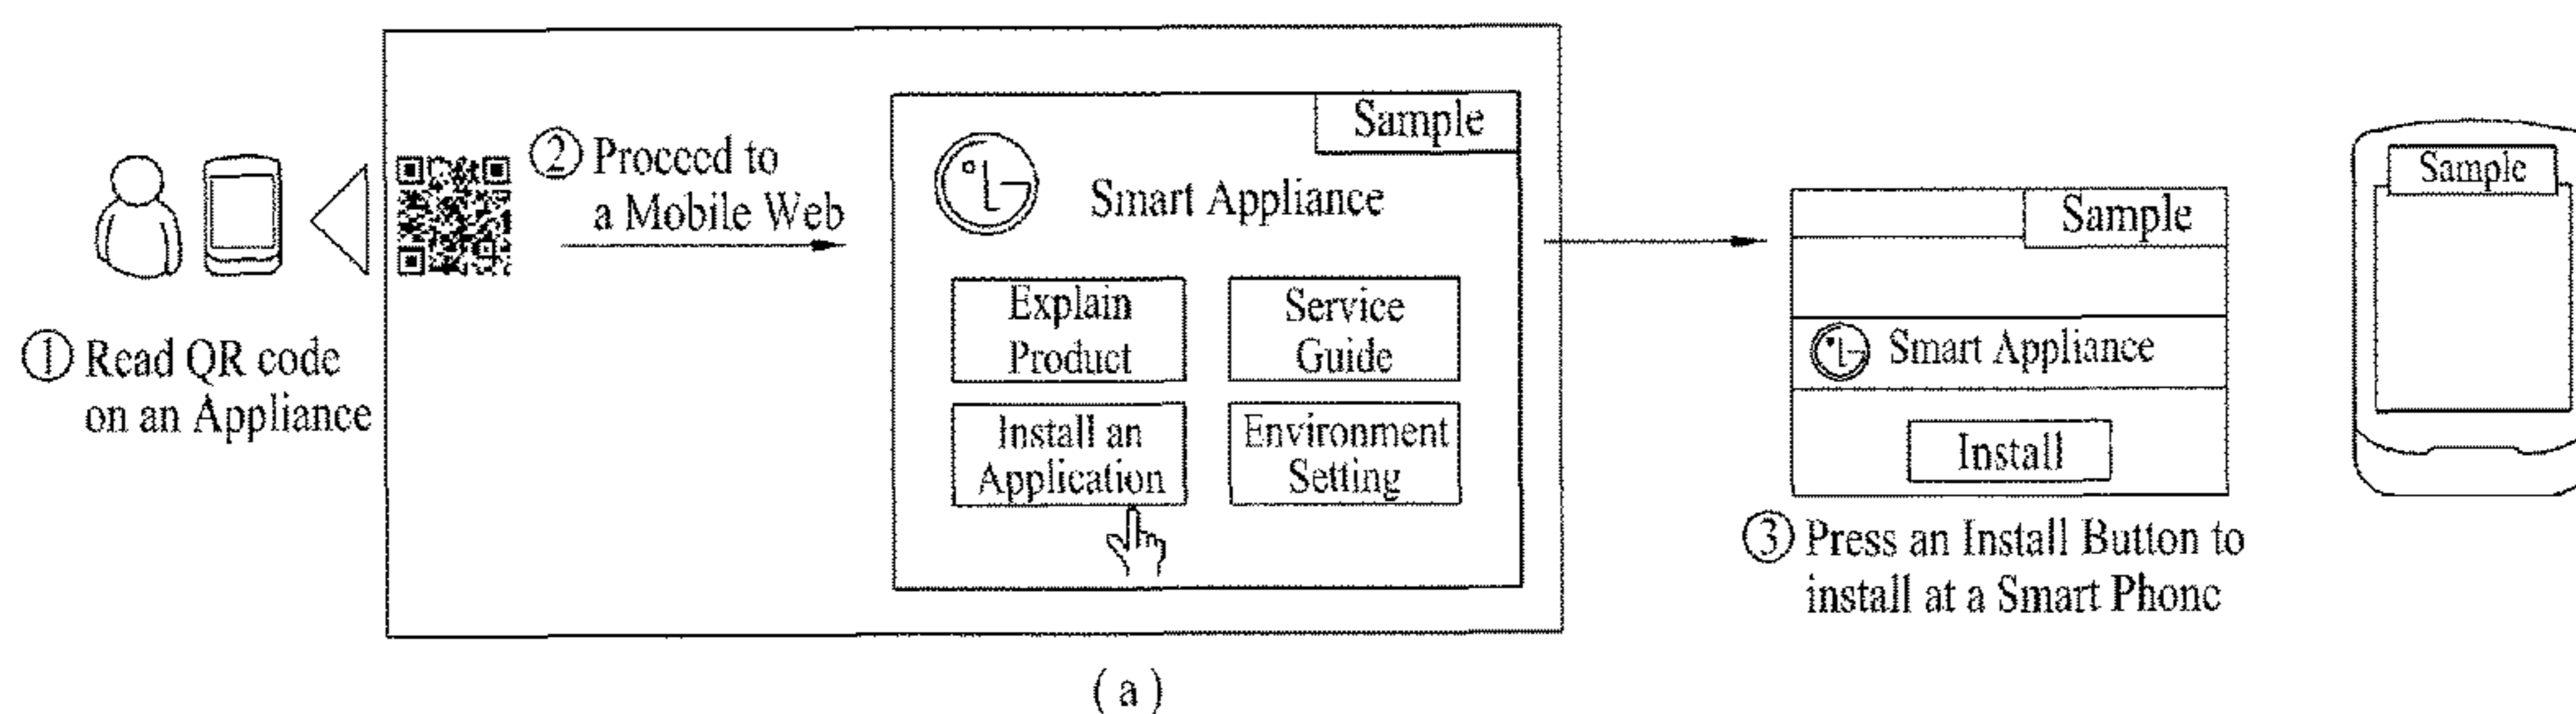 ① Read QR code
on an Appliance
② Proceed to
a Mobile Web
Sample
Smart Appliance
Explain
Product
Service
Guide
Install an
Application
Environment
Setting
Sample
Smart Appliance
Install
③ Press an Install Button to
install at a Smart Phone
Sample
( a )